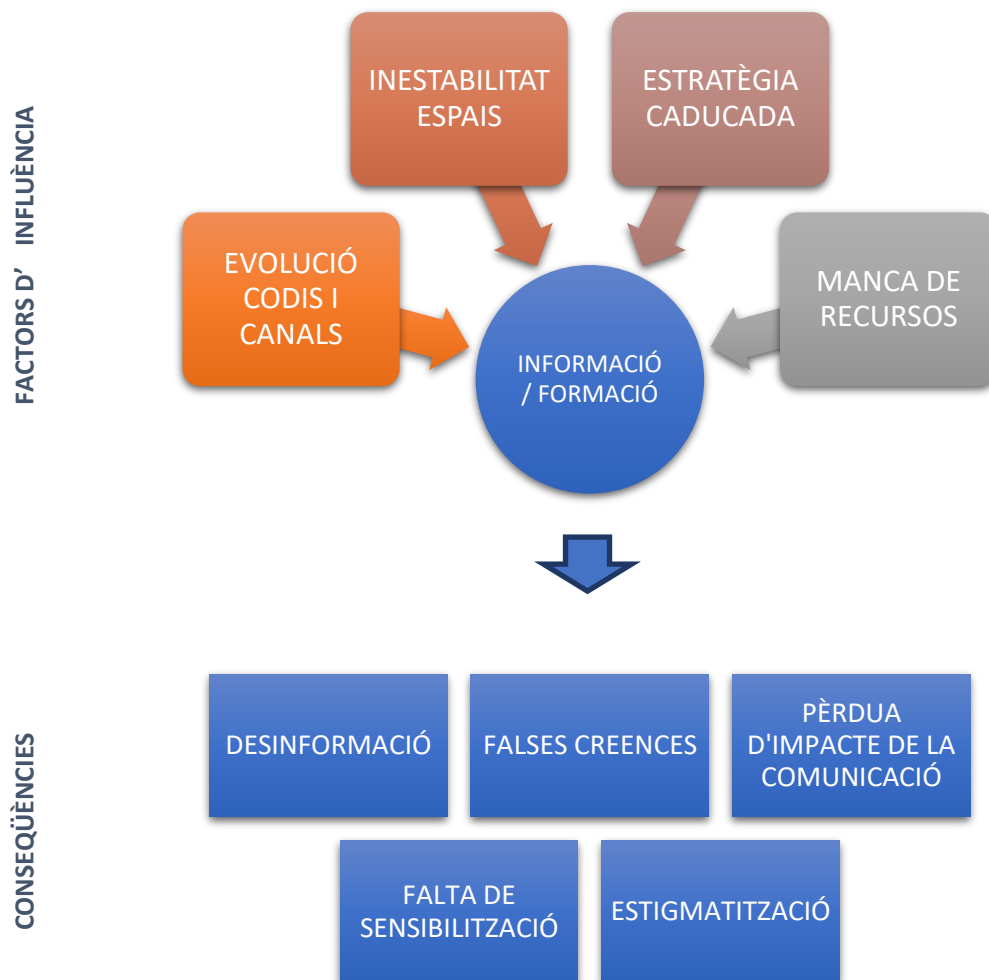 FACTORS D’ INFLUÈNCIA
INESTABILITAT
ESPAIS
ESTRATÈGIA
CADUCADA
EVOLUCIÓ
CODIS I
CANALS
MANCA DE
RECURSOS
INFORMACIÓ
/ FORMACIÓ
CONSEQÜÈNCIES
DESINFORMACIÓ
FALSES CREENCES
PÈRDUA
D'IMPACTE DE LA
COMUNICACIÓ
FALTA DE
SENSIBILITZACIÓ
ESTIGMATITZACIÓ